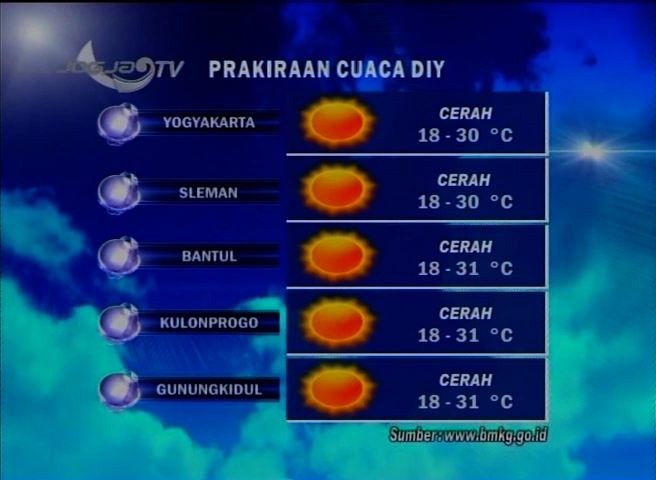 JOGJA TV
PRAKIRAAN CUACA DIY
YOGYAKARTA
CERAH
18 - 30 °C
SLEMAN
CERAH
18 - 30 °C
BANTUL
CERAH
18 - 31 °C
KULONPROGO
CERAH
18 - 31 °C
GUNUNGKIDUL
CERAH
18 - 31 °C
Sumber: www.bmkg.go.id